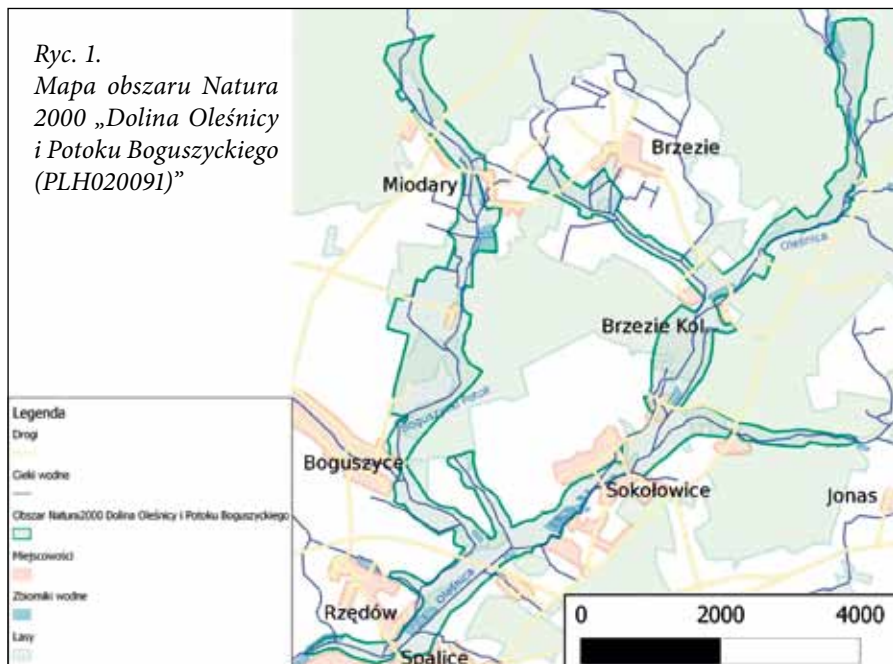 Ryc. 1.
Mapa obszaru Natura
2000 „Dolina Oleśnicy
i Potoku Boguszyckiego
(PLH020091)”
Miodary
Brzezie
Oleśnica
Brzezie Kol.
Boguszycki Potok
Boguszyce
Sokołowice
Jonas
Oleśnica
Rzędów
Spalice
Legenda
Drogi
Cieki wodne
Obszar Natura2000 Dolina Oleśnicy i Potoku Boguszyckiego
Miejscowości
Zbiorniki wodne
Lasy
0 2000 4000